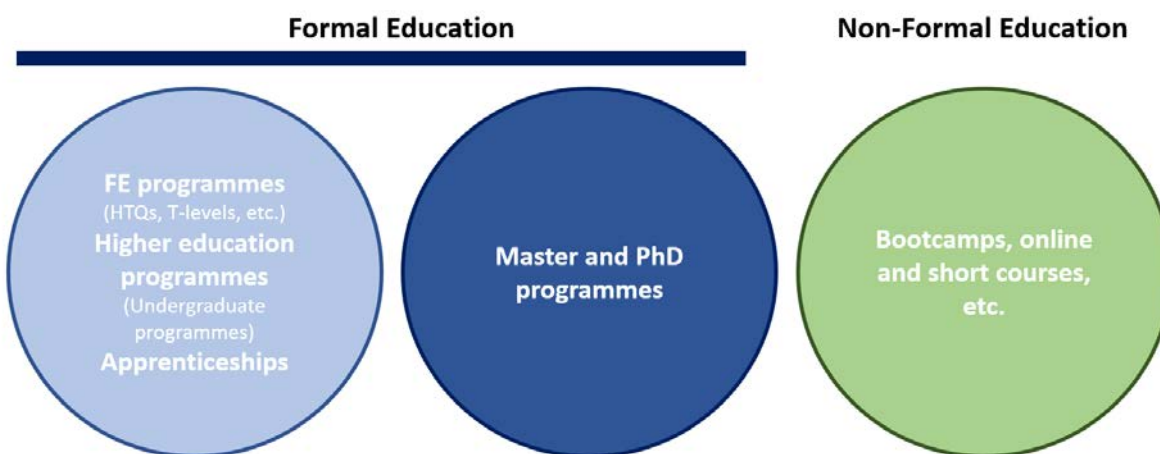 Formal Education
Non-Formal Education
FE programmes
(HTQs, T-levels, etc.)
Higher education
programmes
(Undergraduate
programmes)
Apprenticeships
Master and PhD
programmes
Bootcamps, online
and short courses,
etc.